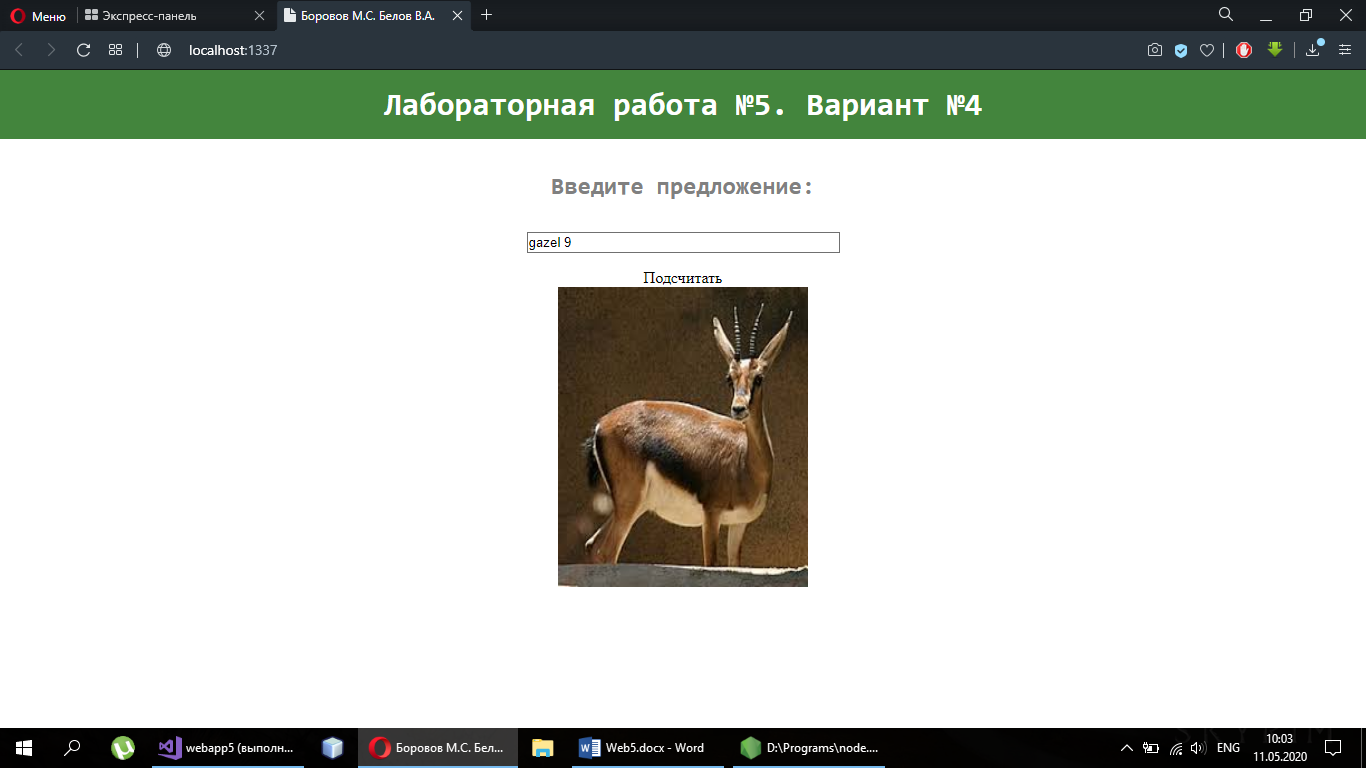 Меню
Экспресс-панель
Боровов М.С. Белов В.А.
localhost:1337
Лабораторная работа №5. Вариант №4
Введите предложение:
gazel 9
Подсчитать
webapp5 (выполн...
Боровов М.С. Бел...
Web5.docx - Word
D:\Programs\node....
ENG
10:03
11.05.2020